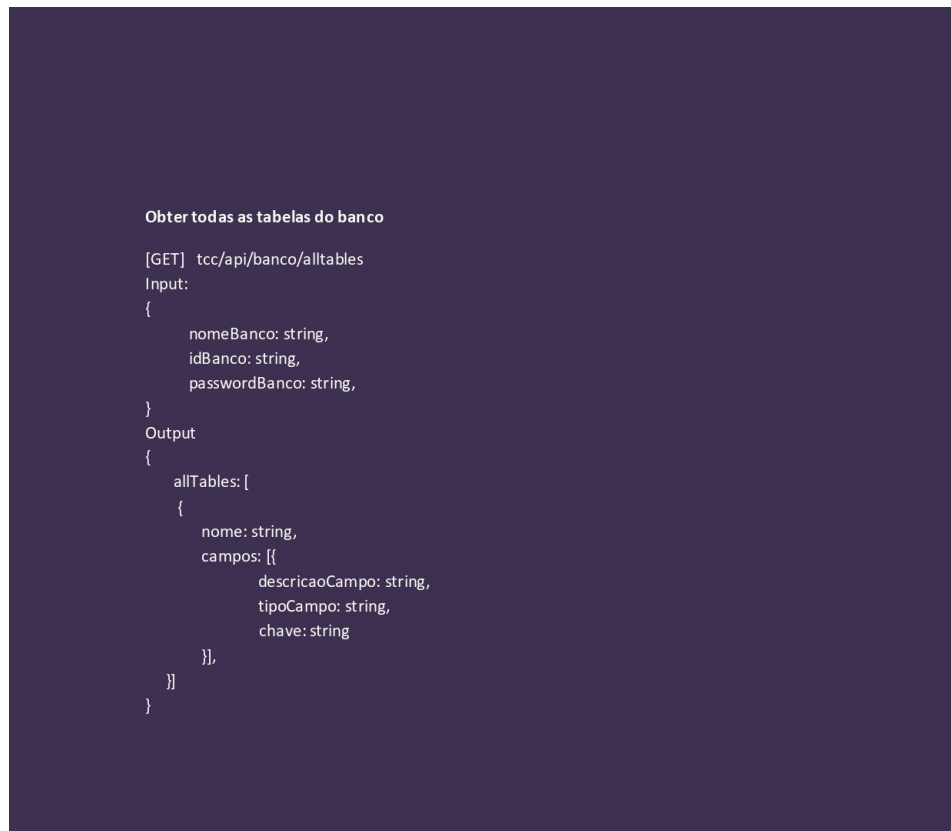 Obter todas as tabelas do banco
[GET] tcc/api/banco/alltables
Input:
{
nomeBanco: string,
idBanco: string,
passwordBanco: string,
}
Output
{
allTables: [
{
nome: string,
campos: [{
descricaoCampo: string,
tipoCampo: string,
chave: string
}],
}]
}